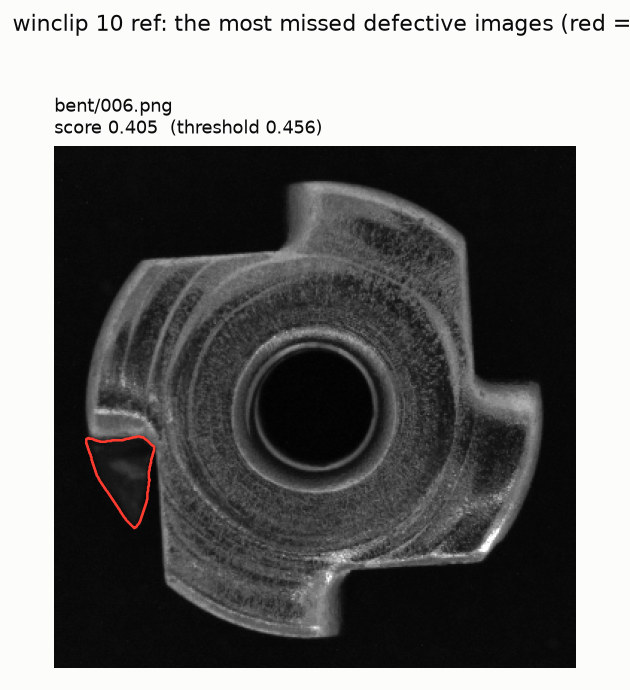 winclip 10 ref: the most missed defective images (red =
bent/006.png
score 0.405  (threshold 0.456)